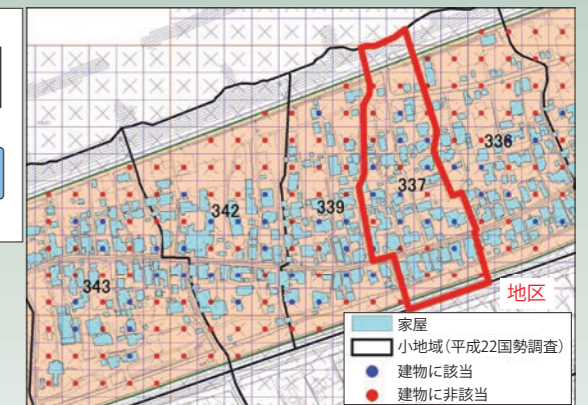 336
337
342
339
343
地区
家屋
小地域(平成22国勢調査)
建物に該当
建物に非該当